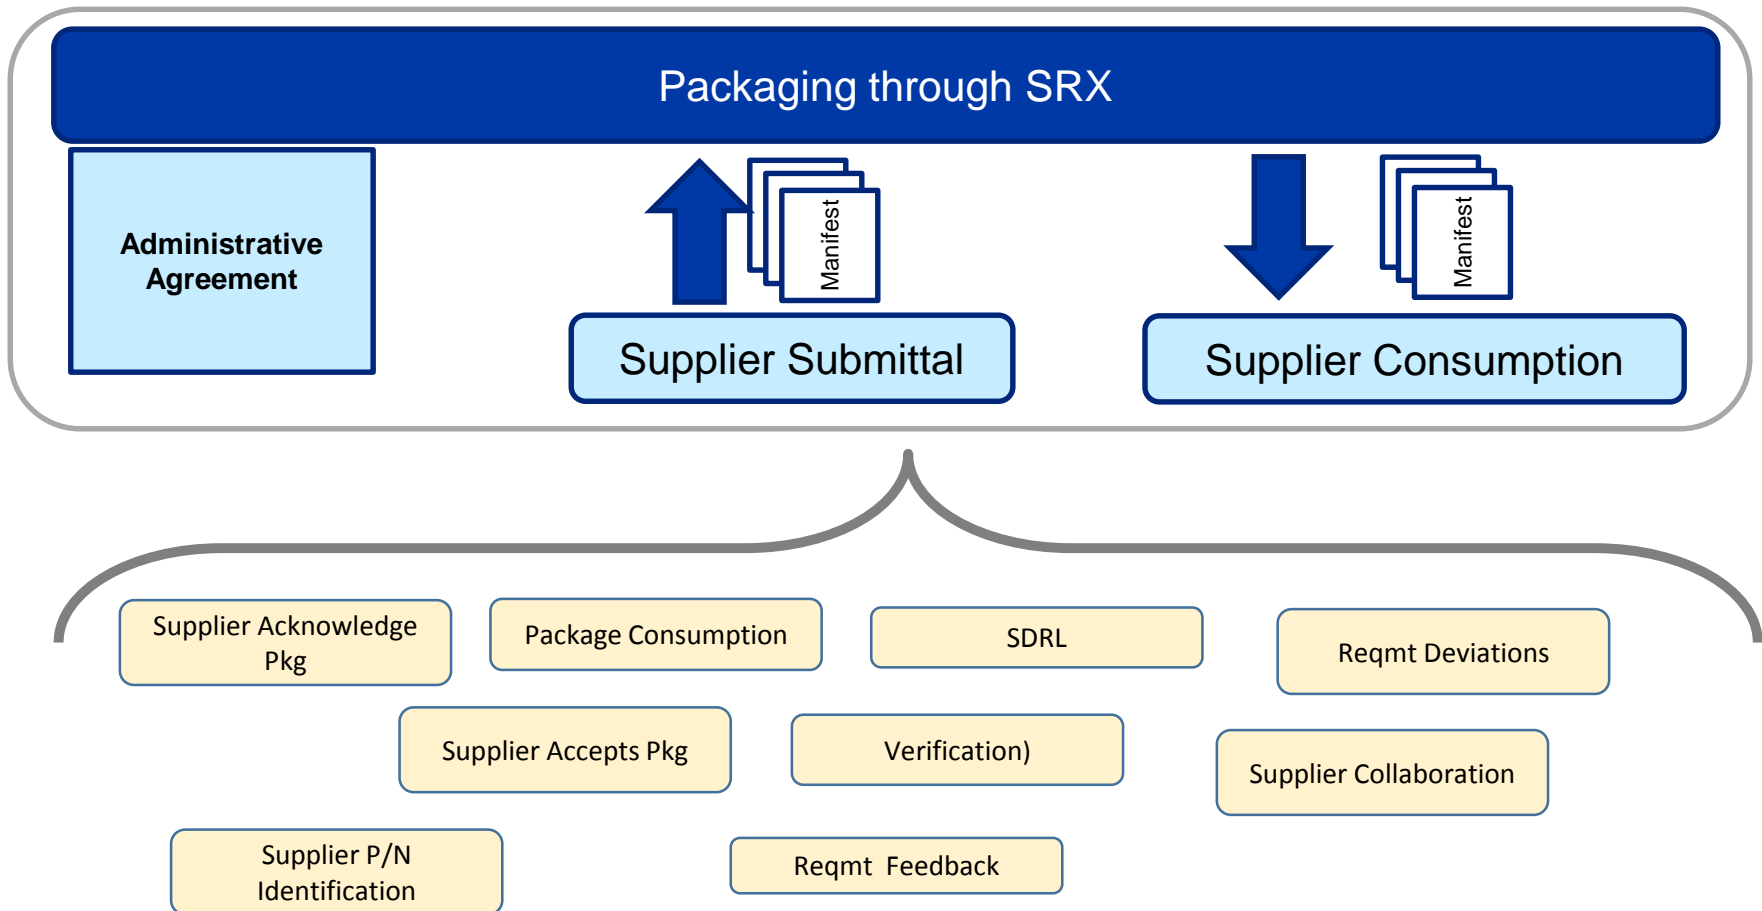 Packaging through SRX
Administrative
Agreement
Manifest
Manifest
Supplier Submittal
Supplier Consumption
Supplier Acknowledge
Pkg
Package Consumption
SDRL
Reqmt Deviations
Supplier Accepts Pkg
Verification)
Supplier Collaboration
Supplier P/N
Identification
Reqmt  Feedback